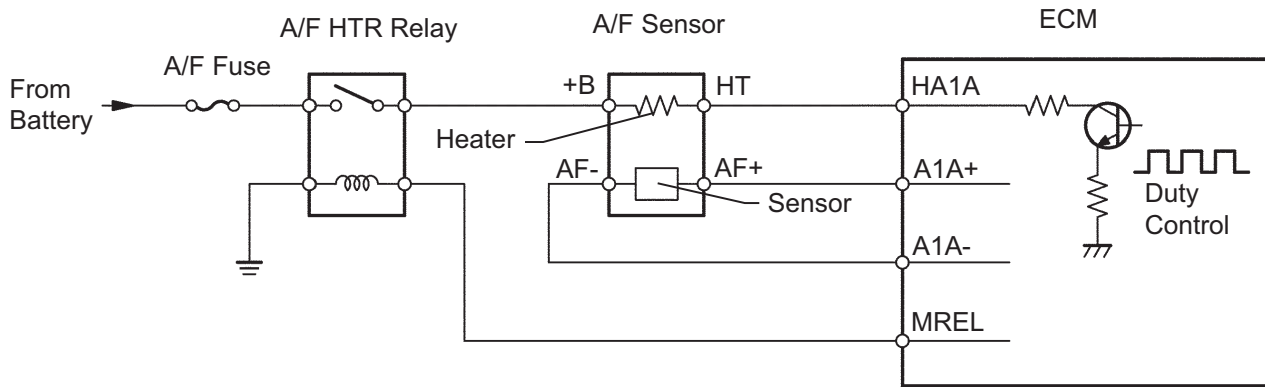 A/F HTR Relay
A/F Sensor
ECM
A/F Fuse
From
Battery
+B
HT
HA1A
Heater
AF-
AF+
A1A+
Sensor
Duty
Control
A1A-
MREL